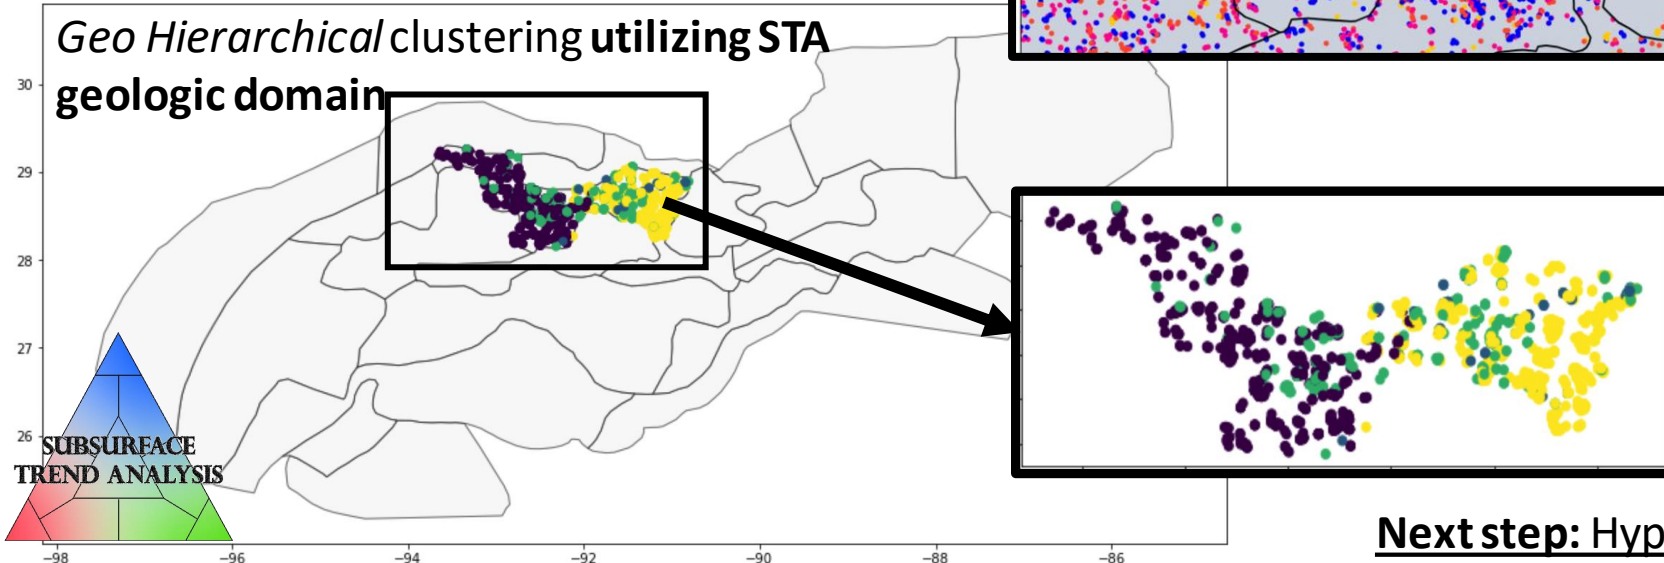 Geo Hierarchical clustering utilizing STA
geologic domain
30
29
28
27
26
SUBSURFACE
TREND ANALYSIS
−98 −96 −94 −92 −90 −88 −86
Next step: Hyp